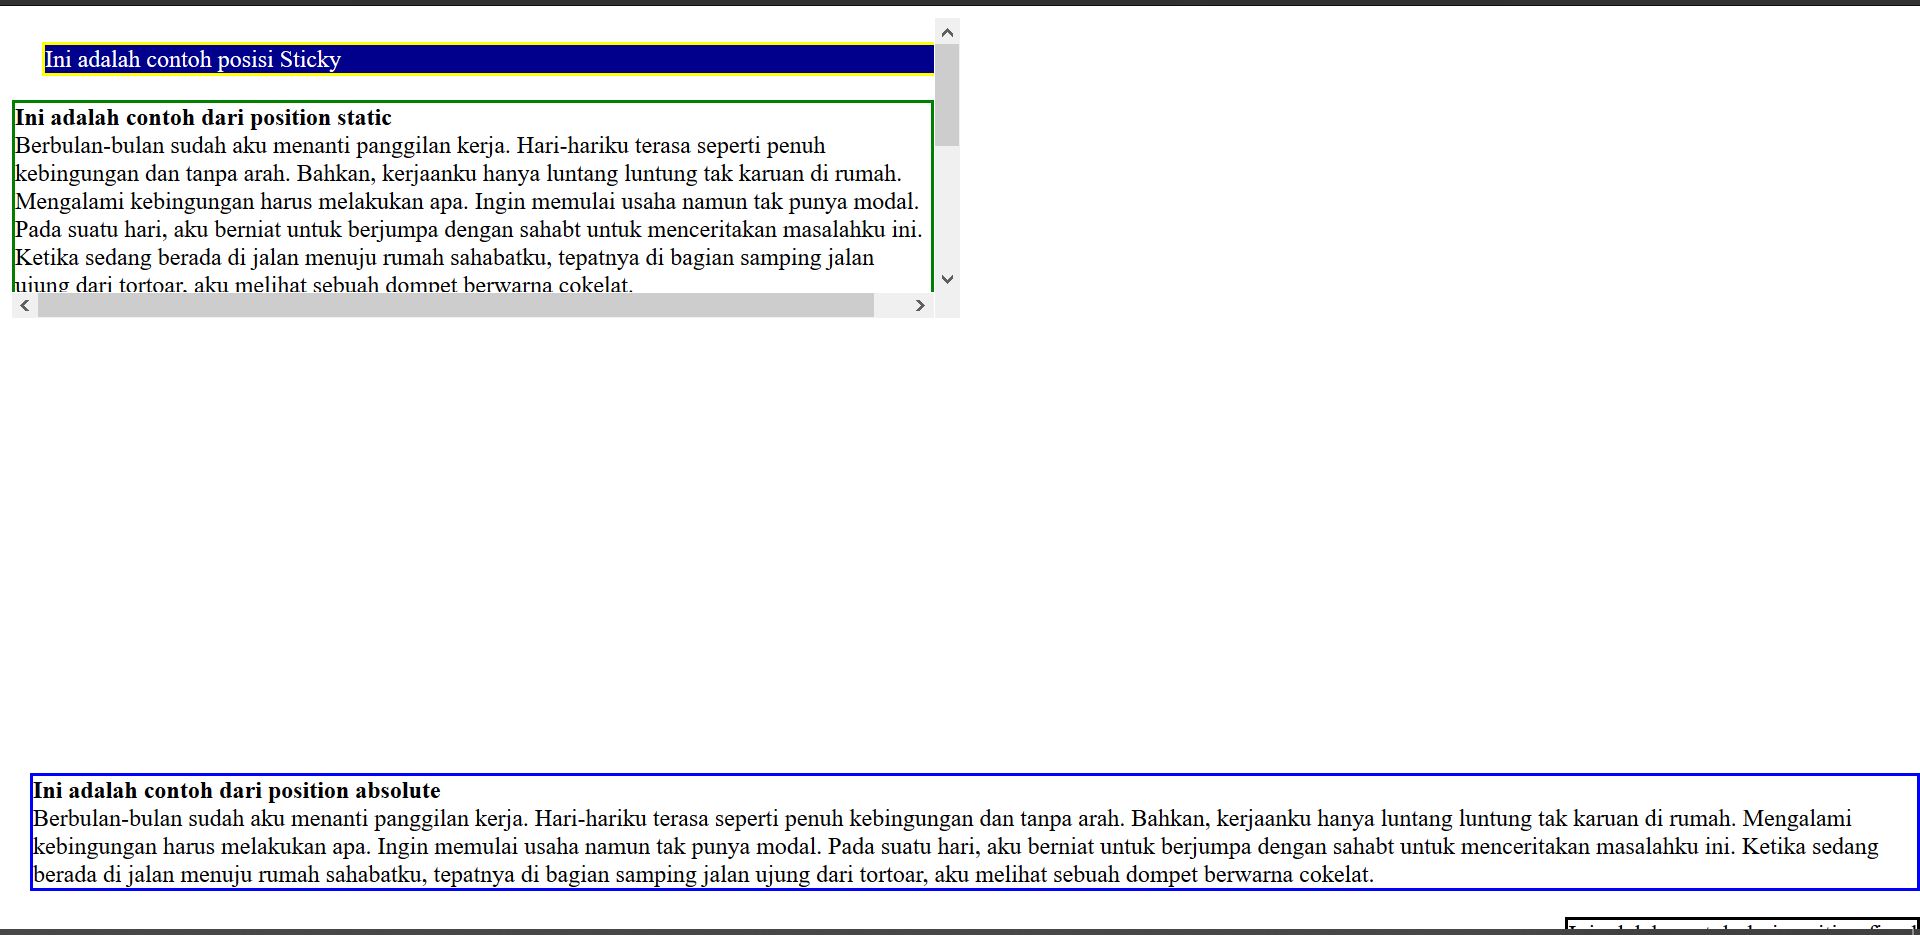 Ini adalah contoh posisi Sticky
Ini adalah contoh dari position static
Berbulan-bulan sudah aku menanti panggilan kerja. Hari-hariku terasa seperti penuh
kebingungan dan tanpa arah. Bahkan, kerjaanku hanya luntang luntung tak karuan di rumah.
Mengalami kebingungan harus melakukan apa. Ingin memulai usaha namun tak punya modal.
Pada suatu hari, aku berniat untuk berjumpa dengan sahabt untuk menceritakan masalahku ini.
Ketika sedang berada di jalan menuju rumah sahabatku, tepatnya di bagian samping jalan
ujung dari tortoar, aku melihat sebuah dompet berwarna cokelat.
Ini adalah contoh dari position absolute
Berbulan-bulan sudah aku menanti panggilan kerja. Hari-hariku terasa seperti penuh kebingungan dan tanpa arah. Bahkan, kerjaanku hanya luntang luntung tak karuan di rumah. Mengalami
kebingungan harus melakukan apa. Ingin memulai usaha namun tak punya modal. Pada suatu hari, aku berniat untuk berjumpa dengan sahabt untuk menceritakan masalahku ini. Ketika sedang
berada di jalan menuju rumah sahabatku, tepatnya di bagian samping jalan ujung dari tortoar, aku melihat sebuah dompet berwarna cokelat.